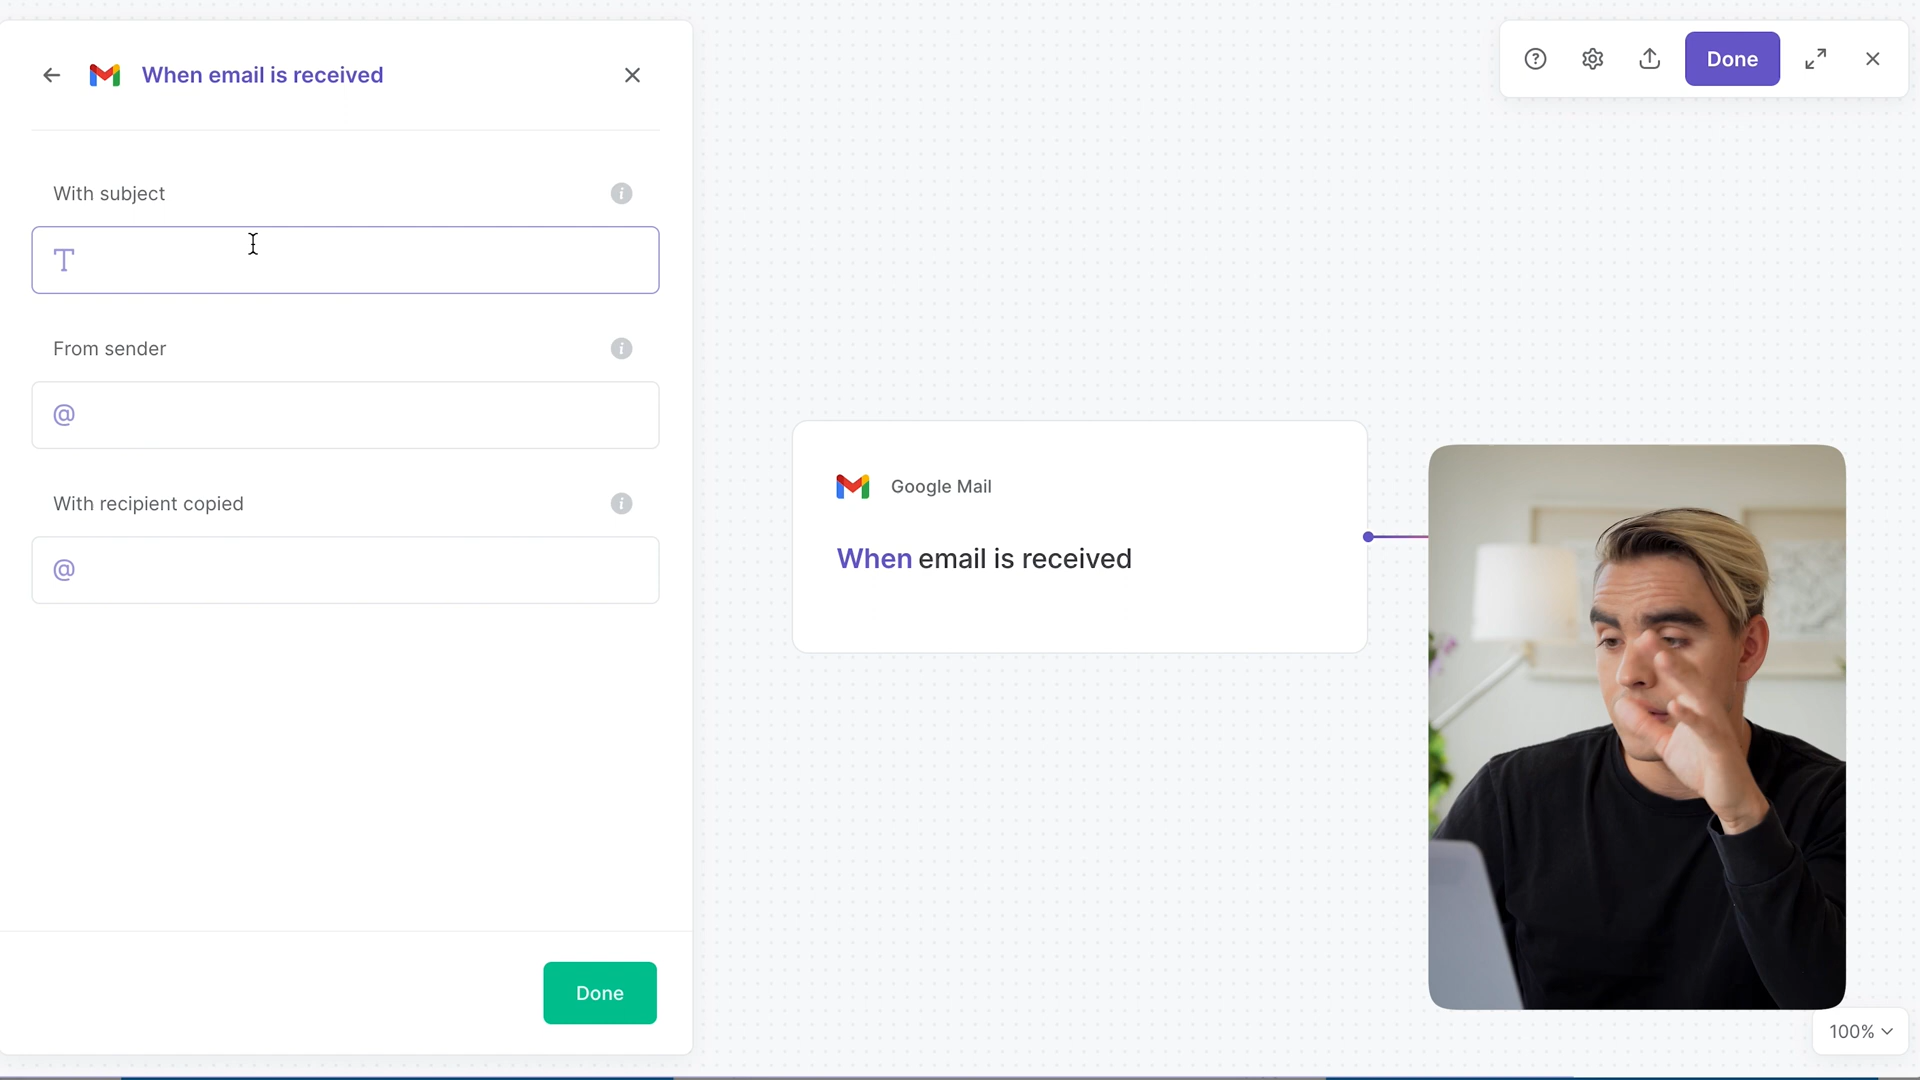 When email is received
Done
With subject
From sender
@
With recipient copied
@
Google Mail
When email is received
Done
100%